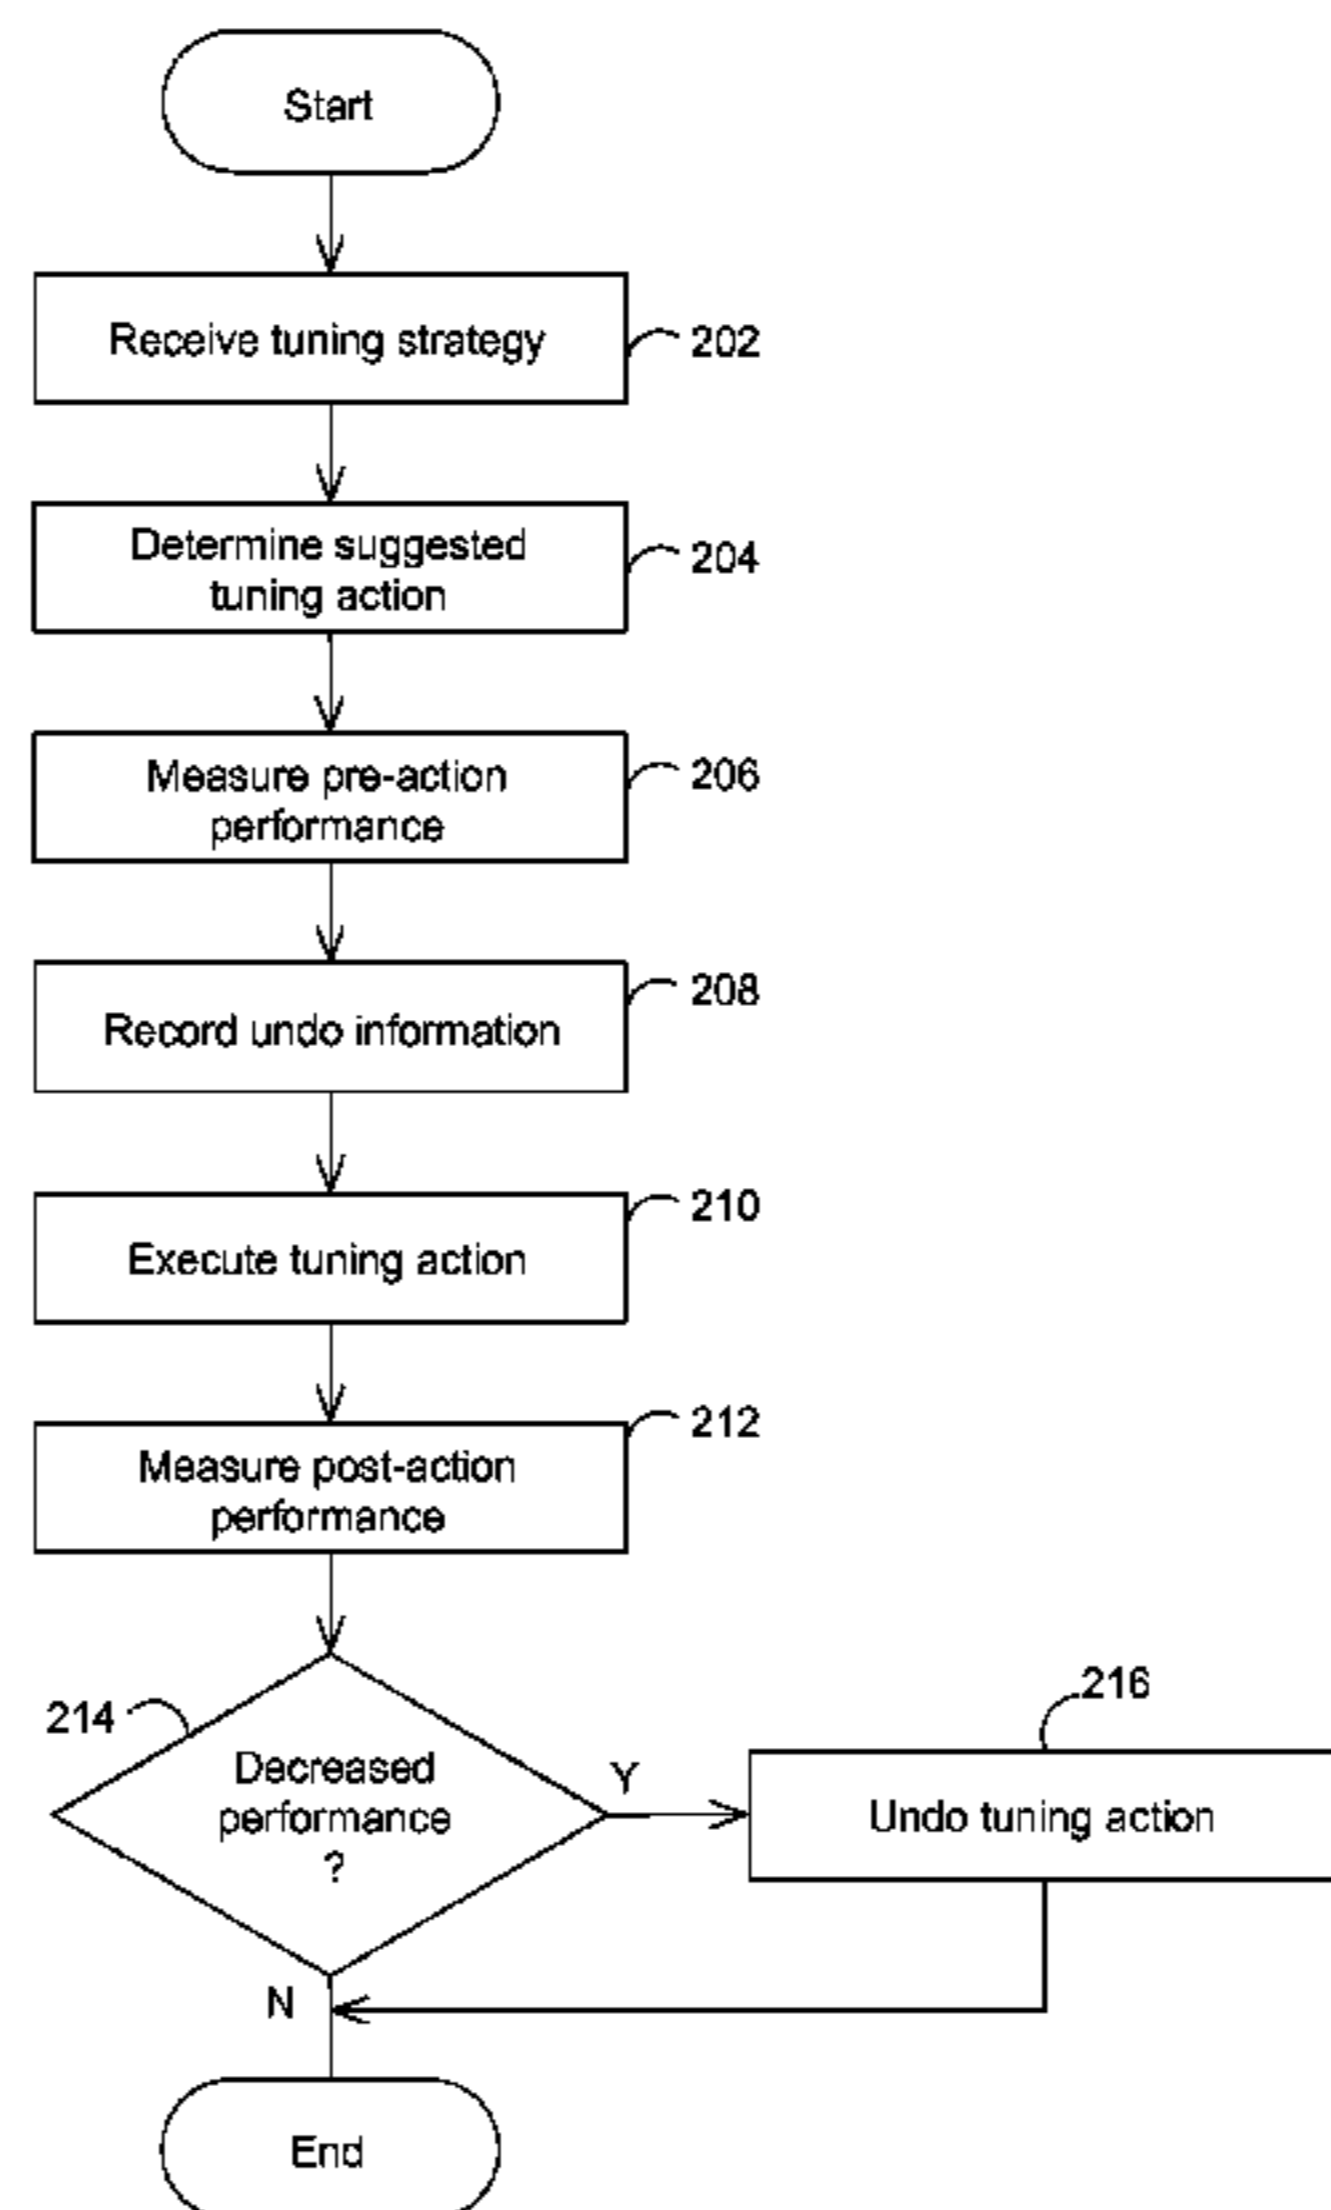 Start
Receive tuning strategy
202
Determine suggested
tuning action
204
Measure pre-action
performance
206
Record undo information
208
Execute tuning action
210
Measure post-action
performance
212
214
Decreased
performance
?
Y
216
Undo tuning action
N
End